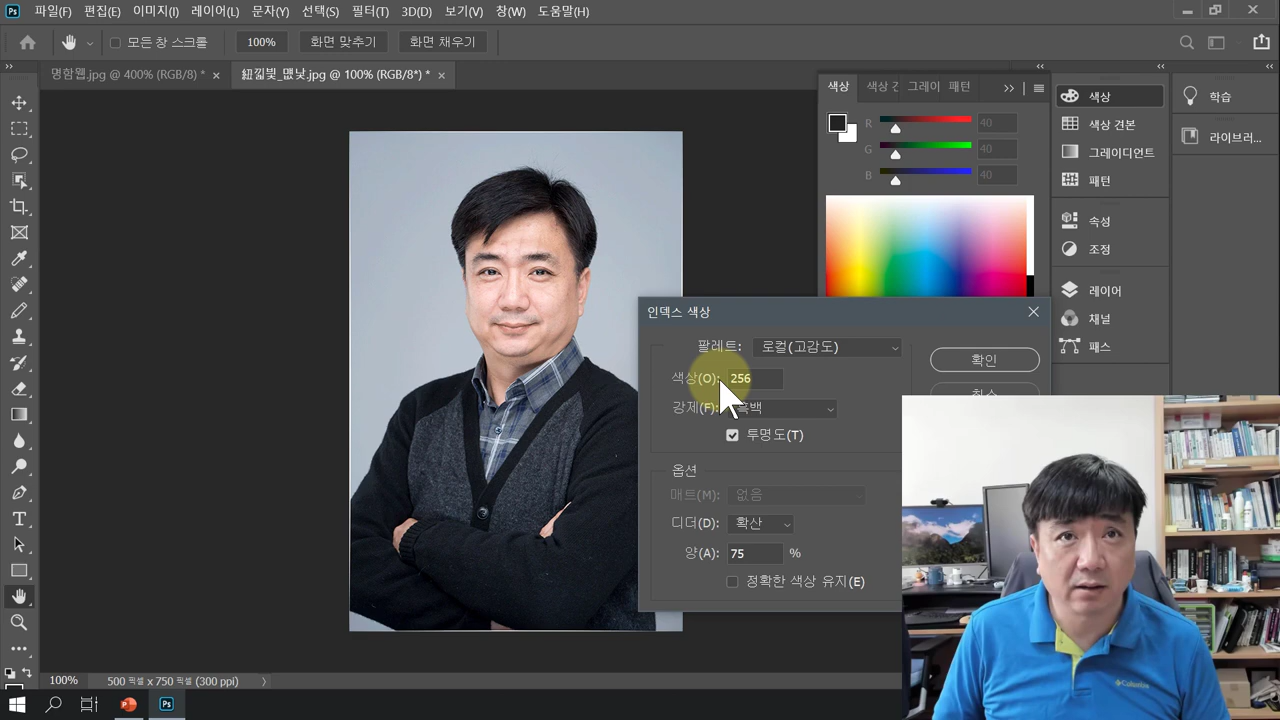 Ps 파일(F) 편집(E) 이미지(I) 레이어(L) 문자(Y) 선택(S) 필터(T) 3D(D) 보기(V) 창(W) 도움말(H)
모든 창 스크롤 100% 화면 맞추기 화면 채우기
명함웹.jpg @ 400% (RGB/8) * × @ 100% (RGB/8*) * ×
색상 색상 그레이 패턴
R 40
G 40
B 40
색상
색상 견본
그레이디언트
패턴
속성
조정
레이어
채널
패스
학습
라이브러...
인덱스 색상
팔레트: 로컬(고감도)
확인
색상(O): 256
취소
강제(F): 흑백
투명도(T)
옵션
매트(M): 없음
디더(D): 확산
양(A): 75 %
정확한 색상 유지(E)
Columbia
100% 500 픽셀 x 750 픽셀 (300 ppi)
Ps